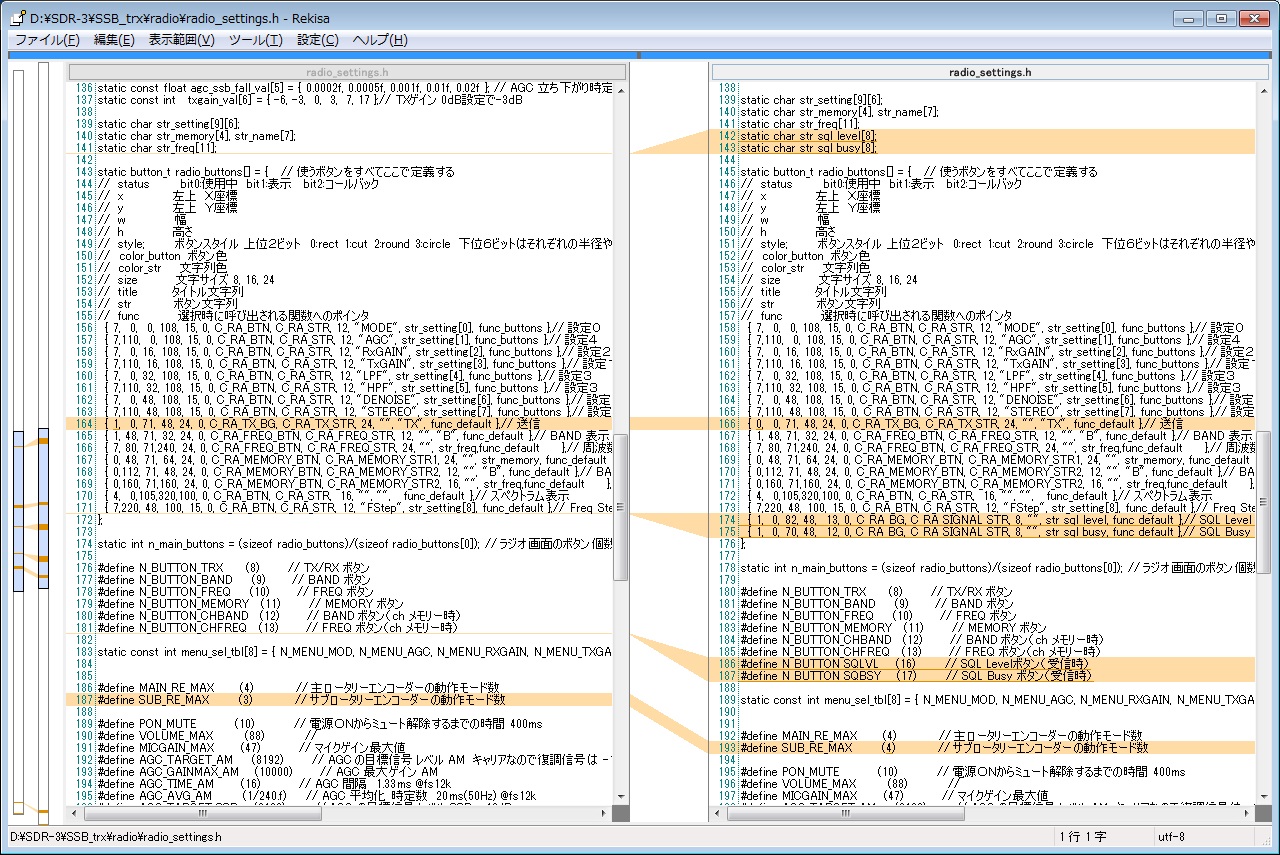 D:¥SDR-3¥SSB_trx¥radio¥radio_settings.h - Rekisa
ファイル(F) 編集(E) 表示範囲(V) ツール(T) 設定(C) ヘルプ(H)
radio_settings.h
136 static const float agc_ssb_fall_val[5] = { 0.0002f, 0.0005f, 0.001f, 0.01f, 0.02f }; // AGC 立ち下がり時定
137 static const int txgain_val[6] = { -6, -3, 0, 3, 7, 17 };// TXゲイン 0dB設定で-3dB
138
139 static char str_setting[9][6];
140 static char str_memory[4], str_name[7];
141 static char str_freq[11];
142
143 static button_t radio_buttons[] = { // 使うボタンをすべてここで定義する
144 // status bit0:使用中 bit1:表示 bit2:コールバック
145 // x 左上 X座標
146 // y 左上 Y座標
147 // w 幅
148 // h 高さ
149 // style; ボタンスタイル 上位2ビット 0:rect 1:cut 2:round 3:circle 下位6ビットはそれぞれの半径や
150 // color_button ボタン色
151 // color_str 文字列色
152 // size 文字サイズ 8, 16, 24
153 // title タイトル文字列
154 // str ボタン文字列
155 // func 選択時に呼び出される関数へのポインタ
156 { 7, 0, 0, 108, 15, 0, C_RA_BTN, C_RA_STR, 12, "MODE", str_setting[0], func_buttons },// 設定0
157 { 7,110, 0, 108, 15, 0, C_RA_BTN, C_RA_STR, 12, "AGC", str_setting[1], func_buttons },// 設定4
158 { 7, 0, 16, 108, 15, 0, C_RA_BTN, C_RA_STR, 12, "RxGAIN", str_setting[2], func_buttons },// 設定2
159 { 7,110, 16, 108, 15, 0, C_RA_BTN, C_RA_STR, 12, "TxGAIN", str_setting[3], func_buttons },// 設定
160 { 7, 0, 32, 108, 15, 0, C_RA_BTN, C_RA_STR, 12, "LPF", str_setting[4], func_buttons },// 設定3
161 { 7,110, 32, 108, 15, 0, C_RA_BTN, C_RA_STR, 12, "HPF", str_setting[5], func_buttons },// 設定3
162 { 7, 0, 48, 108, 15, 0, C_RA_BTN, C_RA_STR, 12, "DENOISE", str_setting[6], func_buttons },// 設定
163 { 7,110, 48, 108, 15, 0, C_RA_BTN, C_RA_STR, 12, "STEREO", str_setting[7], func_buttons },// 設定
164 { 1, 0, 71, 48, 24, 0, C_RA_TX_BG, C_RA_TX_STR, 24, "", "TX", func_default },// 送信
165 { 1, 48, 71, 32, 24, 0, C_RA_FREQ_BTN, C_RA_FREQ_STR, 12, "", "B", func_default },// BAND 表示
166 { 7, 80, 71,240, 24, 0, C_RA_FREQ_BTN, C_RA_FREQ_STR, 24, "", str_freq,func_default },// 周波数
167 { 0, 48, 71, 64, 24, 0, C_RA_MEMORY_BTN, C_RA_MEMORY_STR1, 24, "", str_memory, func_default
168 { 0,112, 71, 48, 24, 0, C_RA_MEMORY_BTN, C_RA_MEMORY_STR2, 12, "", "B", func_default },// BA
169 { 0,160, 71,160, 24, 0, C_RA_MEMORY_BTN, C_RA_MEMORY_STR2, 16, "", str_freq,func_default },
170 { 4, 0,105,320,100, 0, C_RA_BTN, C_RA_STR, 16, "", "", func_default },// スペクトラム表示
171 { 7,220, 48, 100, 15, 0, C_RA_BTN, C_RA_STR, 12, "FStep", str_setting[8], func_default },// Freq Ste
172 };
173
174 static int n_main_buttons = (sizeof radio_buttons)/(sizeof radio_buttons[0]); // ラジオ画面のボタン個数
175
176
177 #define N_BUTTON_TRX (8) // TX/RX ボタン
178 #define N_BUTTON_BAND (9) // BAND ボタン
179 #define N_BUTTON_FREQ (10) // FREQ ボタン
180 #define N_BUTTON_MEMORY (11) // MEMORY ボタン
181 #define N_BUTTON_CHBAND (12) // BAND ボタン(ch メモリー時)
182 #define N_BUTTON_CHFREQ (13) // FREQ ボタン(ch メモリー時)
183 static const int menu_sel_tbl[8] = { N_MENU_MOD, N_MENU_AGC, N_MENU_RXGAIN, N_MENU_TXGA
184
185
186 #define MAIN_RE_MAX (4) // 主ロータリーエンコーダーの動作モード数
187 #define SUB_RE_MAX (3) // サブロータリーエンコーダーの動作モード数
188
189 #define PON_MUTE (10) // 電源ONからミュート解除するまでの時間 400ms
190 #define VOLUME_MAX (88) //
191 #define MICGAIN_MAX (47) // マイクゲイン最大値
192 #define AGC_TARGET_AM (8192) // AGC の目標信号 レベル AM キャリアなので復調信号は -
193 #define AGC_GAINMAX_AM (10000) // AGC 最大ゲイン AM
194 #define AGC_TIME_AM (16) // AGC 間隔 1.33ms @fs12k
195 #define AGC_AVG_AM (1/240.f) // AGC 平均化 時定数 20ms(50Hz) @fs12k
radio_settings.h
138
139 static char str_setting[9][6];
140 static char str_memory[4], str_name[7];
141 static char str_freq[11];
142 static char str_sql_level[8];
143 static char str_sql_busy[8];
144
145 static button_t radio_buttons[] = { // 使うボタンをすべてここで定義する
146 // status bit0:使用中 bit1:表示 bit2:コールバック
147 // x 左上 X座標
148 // y 左上 Y座標
149 // w 幅
150 // h 高さ
151 // style; ボタンスタイル 上位2ビット 0:rect 1:cut 2:round 3:circle 下位6ビットはそれぞれの半径や
152 // color_button ボタン色
153 // color_str 文字列色
154 // size 文字サイズ 8, 16, 24
155 // title タイトル文字列
156 // str ボタン文字列
157 // func 選択時に呼び出される関数へのポインタ
158 { 7, 0, 0, 108, 15, 0, C_RA_BTN, C_RA_STR, 12, "MODE", str_setting[0], func_buttons },// 設定0
159 { 7,110, 0, 108, 15, 0, C_RA_BTN, C_RA_STR, 12, "AGC", str_setting[1], func_buttons },// 設定4
160 { 7, 0, 16, 108, 15, 0, C_RA_BTN, C_RA_STR, 12, "RxGAIN", str_setting[2], func_buttons },// 設定2
161 { 7,110, 16, 108, 15, 0, C_RA_BTN, C_RA_STR, 12, "TxGAIN", str_setting[3], func_buttons },// 設定
162 { 7, 0, 32, 108, 15, 0, C_RA_BTN, C_RA_STR, 12, "LPF", str_setting[4], func_buttons },// 設定3
163 { 7,110, 32, 108, 15, 0, C_RA_BTN, C_RA_STR, 12, "HPF", str_setting[5], func_buttons },// 設定3
164 { 7, 0, 48, 108, 15, 0, C_RA_BTN, C_RA_STR, 12, "DENOISE", str_setting[6], func_buttons },// 設定
165 { 7,110, 48, 108, 15, 0, C_RA_BTN, C_RA_STR, 12, "STEREO", str_setting[7], func_buttons },// 設定
166 { 0, 0, 71, 48, 24, 0, C_RA_TX_BG, C_RA_TX_STR, 24, "", "TX", func_default },// 送信
167 { 1, 48, 71, 32, 24, 0, C_RA_FREQ_BTN, C_RA_FREQ_STR, 12, "", "B", func_default },// BAND 表示
168 { 7, 80, 71,240, 24, 0, C_RA_FREQ_BTN, C_RA_FREQ_STR, 24, "", str_freq,func_default },// 周波数
169 { 0, 48, 71, 64, 24, 0, C_RA_MEMORY_BTN, C_RA_MEMORY_STR1, 24, "", str_memory, func_default
170 { 0,112, 71, 48, 24, 0, C_RA_MEMORY_BTN, C_RA_MEMORY_STR2, 12, "", "B", func_default },// BA
171 { 0,160, 71,160, 24, 0, C_RA_MEMORY_BTN, C_RA_MEMORY_STR2, 16, "", str_freq,func_default },
172 { 4, 0,105,320,100, 0, C_RA_BTN, C_RA_STR, 16, "", "", func_default },// スペクトラム表示
173 { 7,220, 48, 100, 15, 0, C_RA_BTN, C_RA_STR, 12, "FStep", str_setting[8], func_default },// Freq Ste
174 { 1, 0, 82, 48, 13, 0, C_RA_BG, C_RA_SIGNAL_STR, 8, "", str_sql_level, func_default },// SQL Level
175 { 1, 0, 70, 48, 12, 0, C_RA_BG, C_RA_SIGNAL_STR, 8, "", str_sql_busy, func_default },// SQL Busy
176 };
177
178 static int n_main_buttons = (sizeof radio_buttons)/(sizeof radio_buttons[0]); // ラジオ画面のボタン個数
179
180 #define N_BUTTON_TRX (8) // TX/RX ボタン
181 #define N_BUTTON_BAND (9) // BAND ボタン
182 #define N_BUTTON_FREQ (10) // FREQ ボタン
183 #define N_BUTTON_MEMORY (11) // MEMORY ボタン
184 #define N_BUTTON_CHBAND (12) // BAND ボタン(ch メモリー時)
185 #define N_BUTTON_CHFREQ (13) // FREQ ボタン(ch メモリー時)
186 #define N_BUTTON_SQLVL (16) // SQL Levelボタン(受信時)
187 #define N_BUTTON_SQBSY (17) // SQL Busy ボタン(受信時)
188
189 static const int menu_sel_tbl[8] = { N_MENU_MOD, N_MENU_AGC, N_MENU_RXGAIN, N_MENU_TXGA
190
191
192 #define MAIN_RE_MAX (4) // 主ロータリーエンコーダーの動作モード数
193 #define SUB_RE_MAX (4) // サブロータリーエンコーダーの動作モード数
194
195 #define PON_MUTE (10) // 電源ONからミュート解除するまでの時間 400ms
196 #define VOLUME_MAX (88) //
197 #define MICGAIN_MAX (47) // マイクゲイン最大値
D:¥SDR-3¥SSB_trx¥radio¥radio_settings.h
1 行 1 字
utf-8